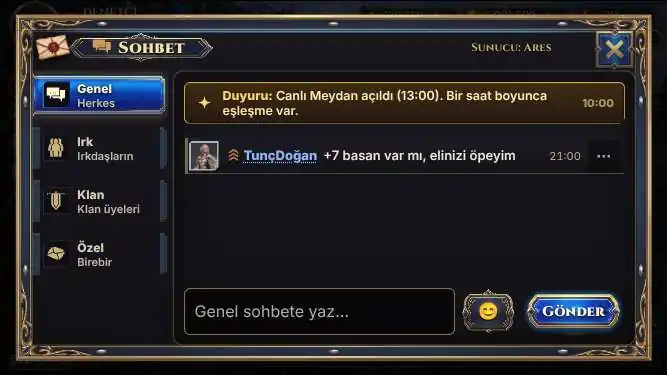 SOHBET
SUNUCU: ARES
Genel
Herkes
Duyuru: Canlı Meydan açıldı (13:00). Bir saat boyunca
eşleşme var.
10:00
Irk
Irkdaşların
TunçDoğan +7 basan var mı, elinizi öpeyim
21:00
Klan
Klan üyeleri
Özel
Birebir
Genel sohbete yaz...
GÖNDER